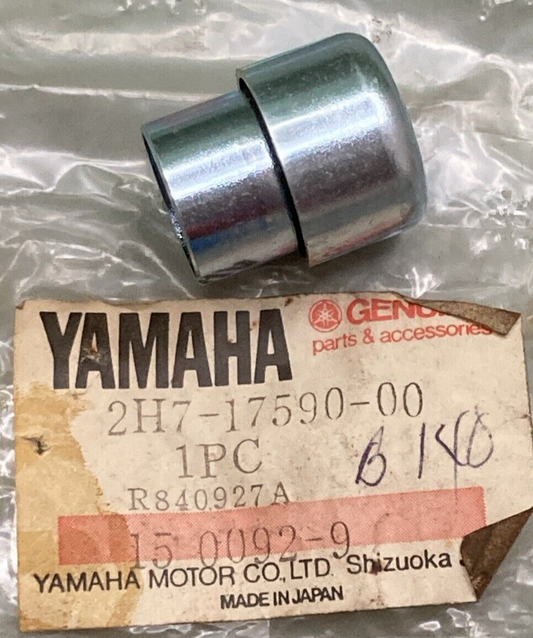 YAMAHA
parts & accessories
2H7-17590-00
1PC
B 140
R840927A
15 0092-9
YAMAHA MOTOR CO., LTD. Shizuoka
MADE IN JAPAN